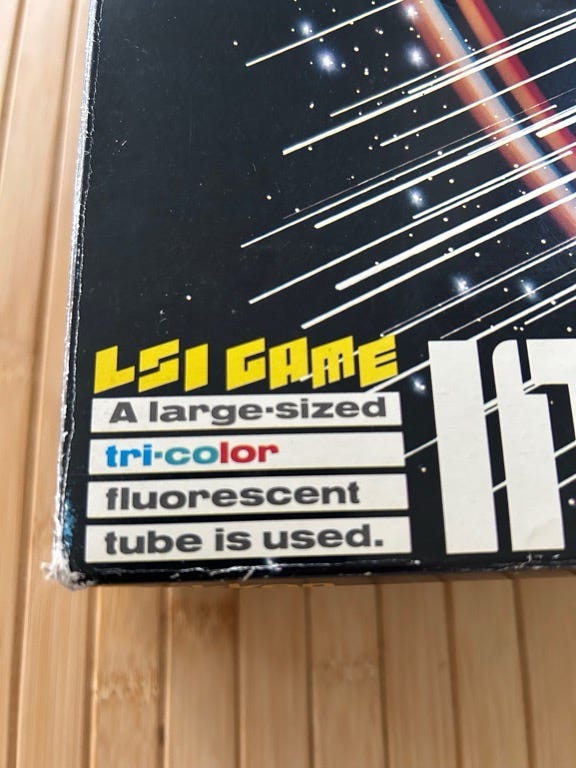 LSI GAME
A large-sized
tri-color
fluorescent
tube is used.